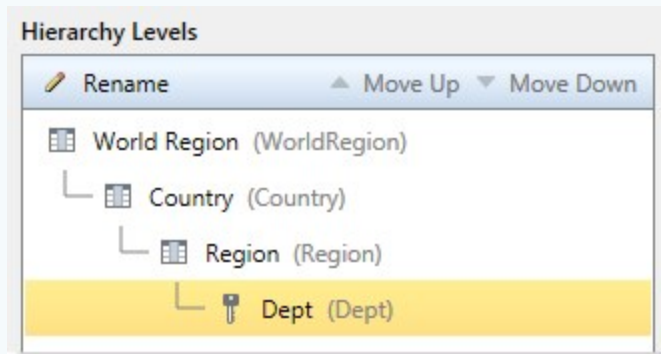 Hierarchy Levels
Rename Move Up Move Down
World Region (WorldRegion)
Country (Country)
Region (Region)
Dept (Dept)